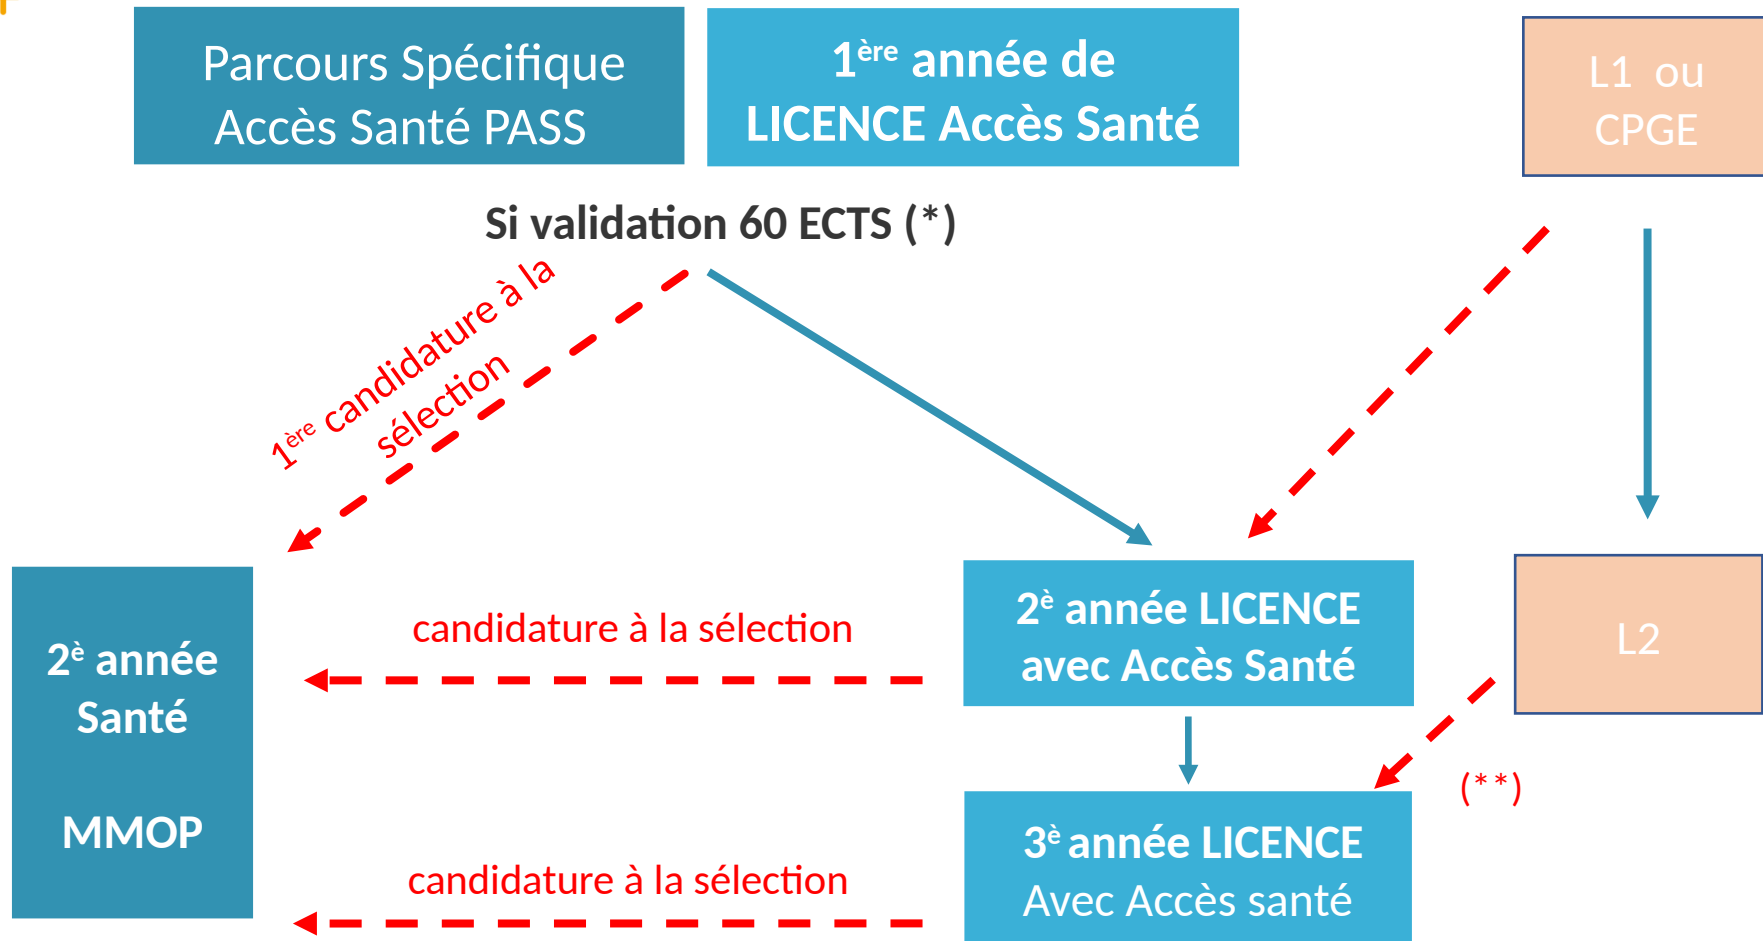 Parcours Spécifique
Accès Santé PASS
1ère année de
LICENCE Accès Santé
L1 ou
CPGE
Si validation 60 ECTS (*)
1ère candidature à la
sélection
2è année
Santé
MMOP
candidature à la sélection
2è année LICENCE
avec Accès Santé
L2
(**)
3è année LICENCE
Avec Accès santé
candidature à la sélection